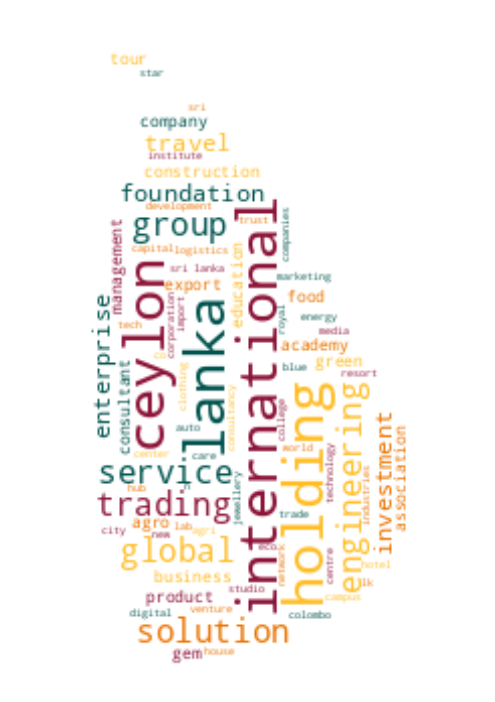 tour
star
sri
company
travel
institute
construction
foundation
development
group
trust
international
companies
management
capital
logistics
sri lanka
education
ceylon
export
marketing
corporation
import
lanka
food
royal
energy
tech
media
enterprise
academy
green
co
blue
resort
consultant
clothing
holding
engineering
consultancy
college
auto
investment
association
world
center
care
service
technology
jewellery
hub
n
trading
industries
trade
agro
lab
agri
city
new
global
eco
network
centre
hotel
business
lk
studio
product
campus
digital
venture
colombo
solution
gem
house